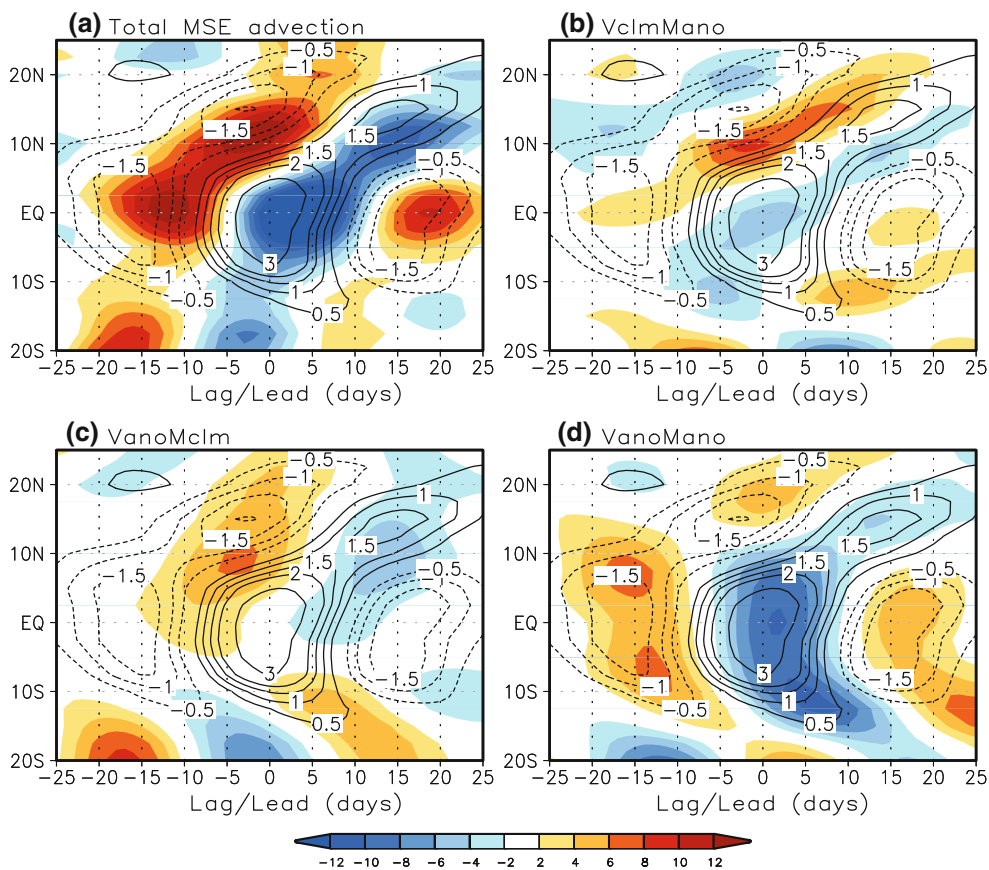 (a) Total MSE advection
20N
10N
EQ
10S
20S
-0.5
-1
-1.5
-1.5
-1
-0.5
1
1.5
1.5
2
3
1
0.5
-0.5
-1.5
-25 -20 -15 -10 -5 0 5 10 15 20 25
Lag/Lead (days)
(b) VclmMano
20N
10N
EQ
10S
20S
-0.5
-1
-1.5
-1.5
-1
-0.5
1
1.5
1.5
2
3
1
0.5
-0.5
-1.5
-25 -20 -15 -10 -5 0 5 10 15 20 25
Lag/Lead (days)
(c) VanoMclm
20N
10N
EQ
10S
20S
-0.5
-1
-1.5
-1.5
-1
-0.5
1
1.5
1.5
2
3
1
0.5
-0.5
-1.5
-25 -20 -15 -10 -5 0 5 10 15 20 25
Lag/Lead (days)
(d) VanoMano
20N
10N
EQ
10S
20S
-0.5
-1
-1.5
-1.5
-1
-0.5
1
1.5
1.5
2
3
1
0.5
-0.5
-1.5
-25 -20 -15 -10 -5 0 5 10 15 20 25
Lag/Lead (days)
-12 -10 -8 -6 -4 -2 2 4 6 8 10 12